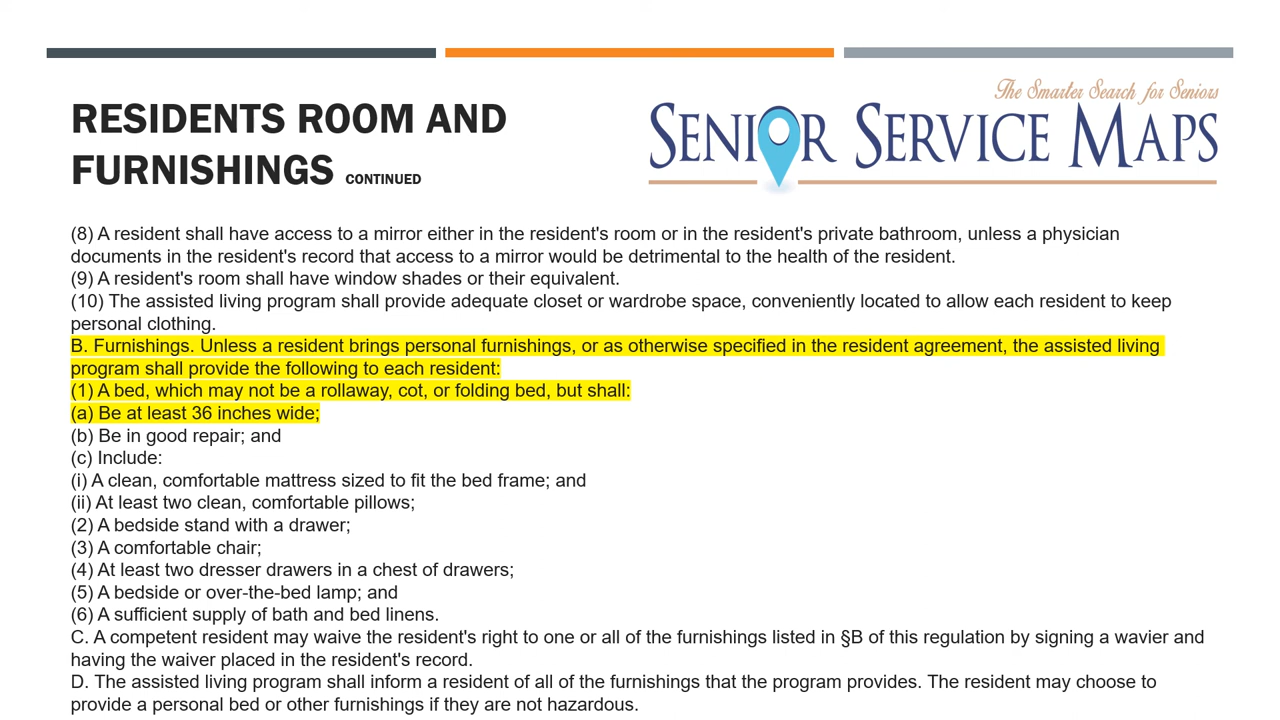 The Smarter Search for Seniors
SENIOR SERVICE MAPS
RESIDENTS ROOM AND
FURNISHINGS CONTINUED
(8) A resident shall have access to a mirror either in the resident's room or in the resident's private bathroom, unless a physician
documents in the resident's record that access to a mirror would be detrimental to the health of the resident.
(9) A resident's room shall have window shades or their equivalent.
(10) The assisted living program shall provide adequate closet or wardrobe space, conveniently located to allow each resident to keep
personal clothing.
B. Furnishings. Unless a resident brings personal furnishings, or as otherwise specified in the resident agreement, the assisted living
program shall provide the following to each resident:
(1) A bed, which may not be a rollaway, cot, or folding bed, but shall:
(a) Be at least 36 inches wide;
(b) Be in good repair; and
(c) Include:
(i) A clean, comfortable mattress sized to fit the bed frame; and
(ii) At least two clean, comfortable pillows;
(2) A bedside stand with a drawer;
(3) A comfortable chair;
(4) At least two dresser drawers in a chest of drawers;
(5) A bedside or over-the-bed lamp; and
(6) A sufficient supply of bath and bed linens.
C. A competent resident may waive the resident's right to one or all of the furnishings listed in §B of this regulation by signing a wavier and
having the waiver placed in the resident's record.
D. The assisted living program shall inform a resident of all of the furnishings that the program provides. The resident may choose to
provide a personal bed or other furnishings if they are not hazardous.